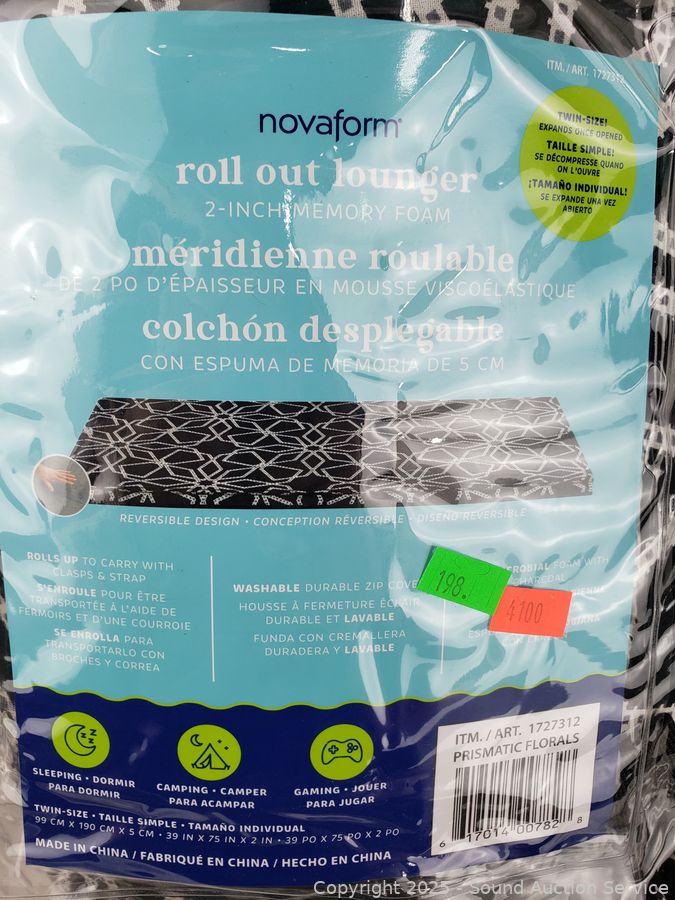 ITM. / ART. 1727312
TWIN-SIZE!
EXPANDS ONCE OPENED
TAILLE SIMPLE!
SE DÉCOMPRESSE QUAND
ON L'OUVRE
¡TAMAÑO INDIVIDUAL!
SE EXPANDE UNA VEZ
ABIERTO
novaform
roll out lounger
2-INCH MEMORY FOAM
méridienne roulable
DE 2 PO D'ÉPAISSEUR EN MOUSSE VISCOÉLASTIQUE
colchón desplegable
CON ESPUMA DE MEMORIA DE 5 CM
REVERSIBLE DESIGN • CONCEPTION RÉVERSIBLE • DISEÑO REVERSIBLE
ROLLS UP TO CARRY WITH
CLASPS & STRAP
S'ENROULE POUR ÊTRE
TRANSPORTÉE À L'AIDE DE
FERMOIRS ET D'UNE COURROIE
SE ENROLLA PARA
TRANSPORTARLO CON
BROCHES Y CORREA
WASHABLE DURABLE ZIP COVE
HOUSSE À FERMETURE ÉCLAIR
DURABLE ET LAVABLE
FUNDA CON CREMALLERA
DURADERA Y LAVABLE
FOAM WITH
198.
4100
SLEEPING • DORMIR
PARA DORMIR
CAMPING • CAMPER
PARA ACAMPAR
GAMING • JOUER
PARA JUGAR
TWIN-SIZE • TAILLE SIMPLE • TAMAÑO INDIVIDUAL
99 CM X 190 CM X 5 CM • 39 IN X 75 IN X 2 IN • 39 PO X 75 PO X 2 PO
MADE IN CHINA / FABRIQUÉ EN CHINA / HECHO EN CHINA
ITM. / ART. 1727312
PRISMATIC FLORALS
6 17014 00782 8
Copyright 2025 - Sound Auction Service